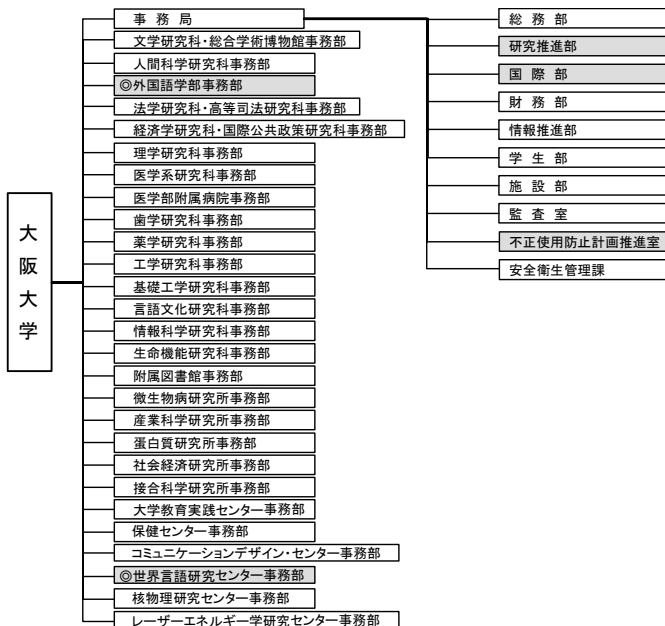 大阪大学
事務局
文学研究科・総合学術博物館事務部
人間科学研究科事務部
◎外国語学部事務部
法学研究科・高等司法研究科事務部
経済学研究科・国際公共政策研究科事務部
理学研究科事務部
医学系研究科事務部
医学部附属病院事務部
歯学研究科事務部
薬学研究科事務部
工学研究科事務部
基礎工学研究科事務部
言語文化研究科事務部
情報科学研究科事務部
生命機能研究科事務部
附属図書館事務部
微生物病研究所事務部
産業科学研究所事務部
蛋白質研究所事務部
社会経済研究所事務部
接合科学研究所事務部
大学教育実践センター事務部
保健センター事務部
コミュニケーションデザイン・センター事務部
◎世界言語研究センター事務部
核物理研究センター事務部
レーザーエネルギー学研究センター事務部
総務部
研究推進部
国際部
財務部
情報推進部
学生部
施設部
監査室
不正使用防止計画推進室
安全衛生管理課